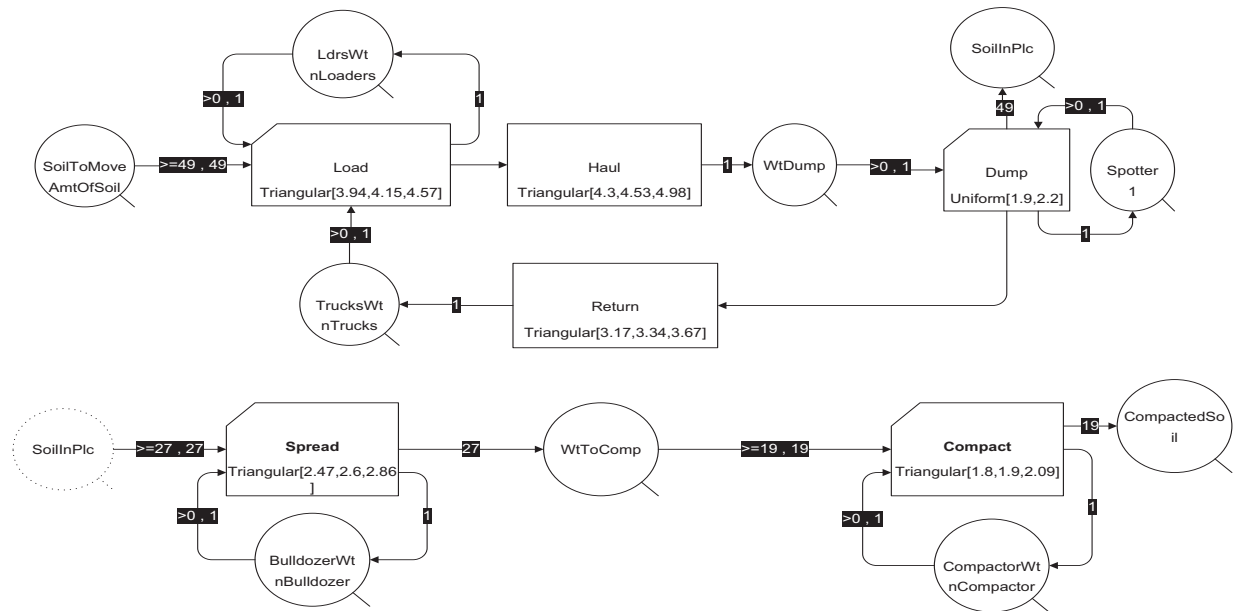 LdrsWt
nLoaders
>0 , 1
1
SoilToMove
AmtOfSoil
>=49 , 49
Load
Triangular[3.94,4.15,4.57]
Haul
Triangular[4.3,4.53,4.98]
1
WtDump
>0 , 1
SoilInPlc
49
>0 , 1
Dump
Uniform[1.9,2.2]
Spotter
1
1
>0 , 1
TrucksWt
nTrucks
1
Return
Triangular[3.17,3.34,3.67]
SoilInPlc
>=27 , 27
Spread
Triangular[2.47,2.6,2.86
]
27
>0 , 1
1
BulldozerWt
nBulldozer
WtToComp
>=19 , 19
Compact
Triangular[1.8,1.9,2.09]
19
CompactedSo
il
>0 , 1
1
CompactorWt
nCompactor